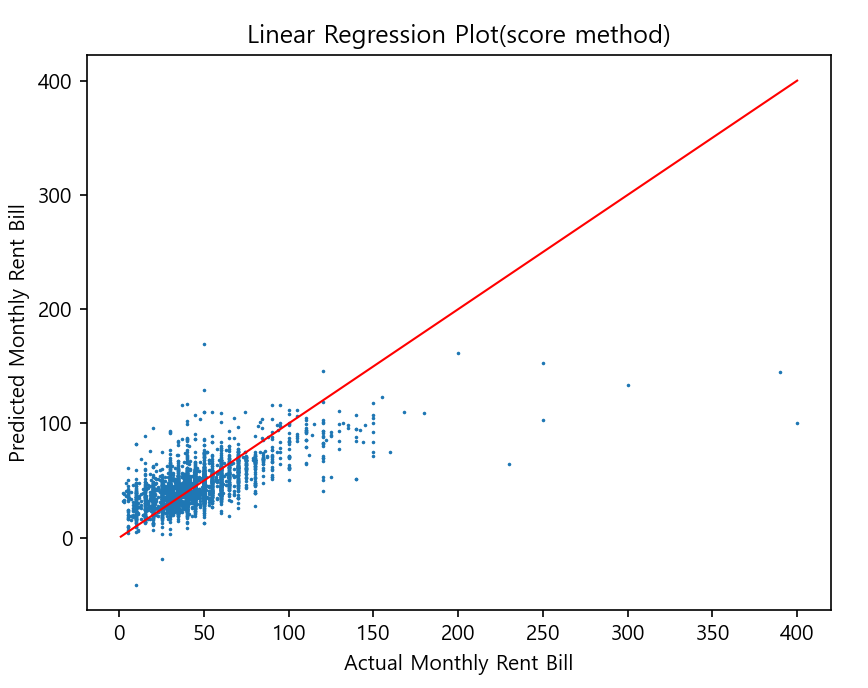 Linear Regression Plot(score method)
Predicted Monthly Rent Bill
400
300
200
100
0
0 50 100 150 200 250 300 350 400
Actual Monthly Rent Bill